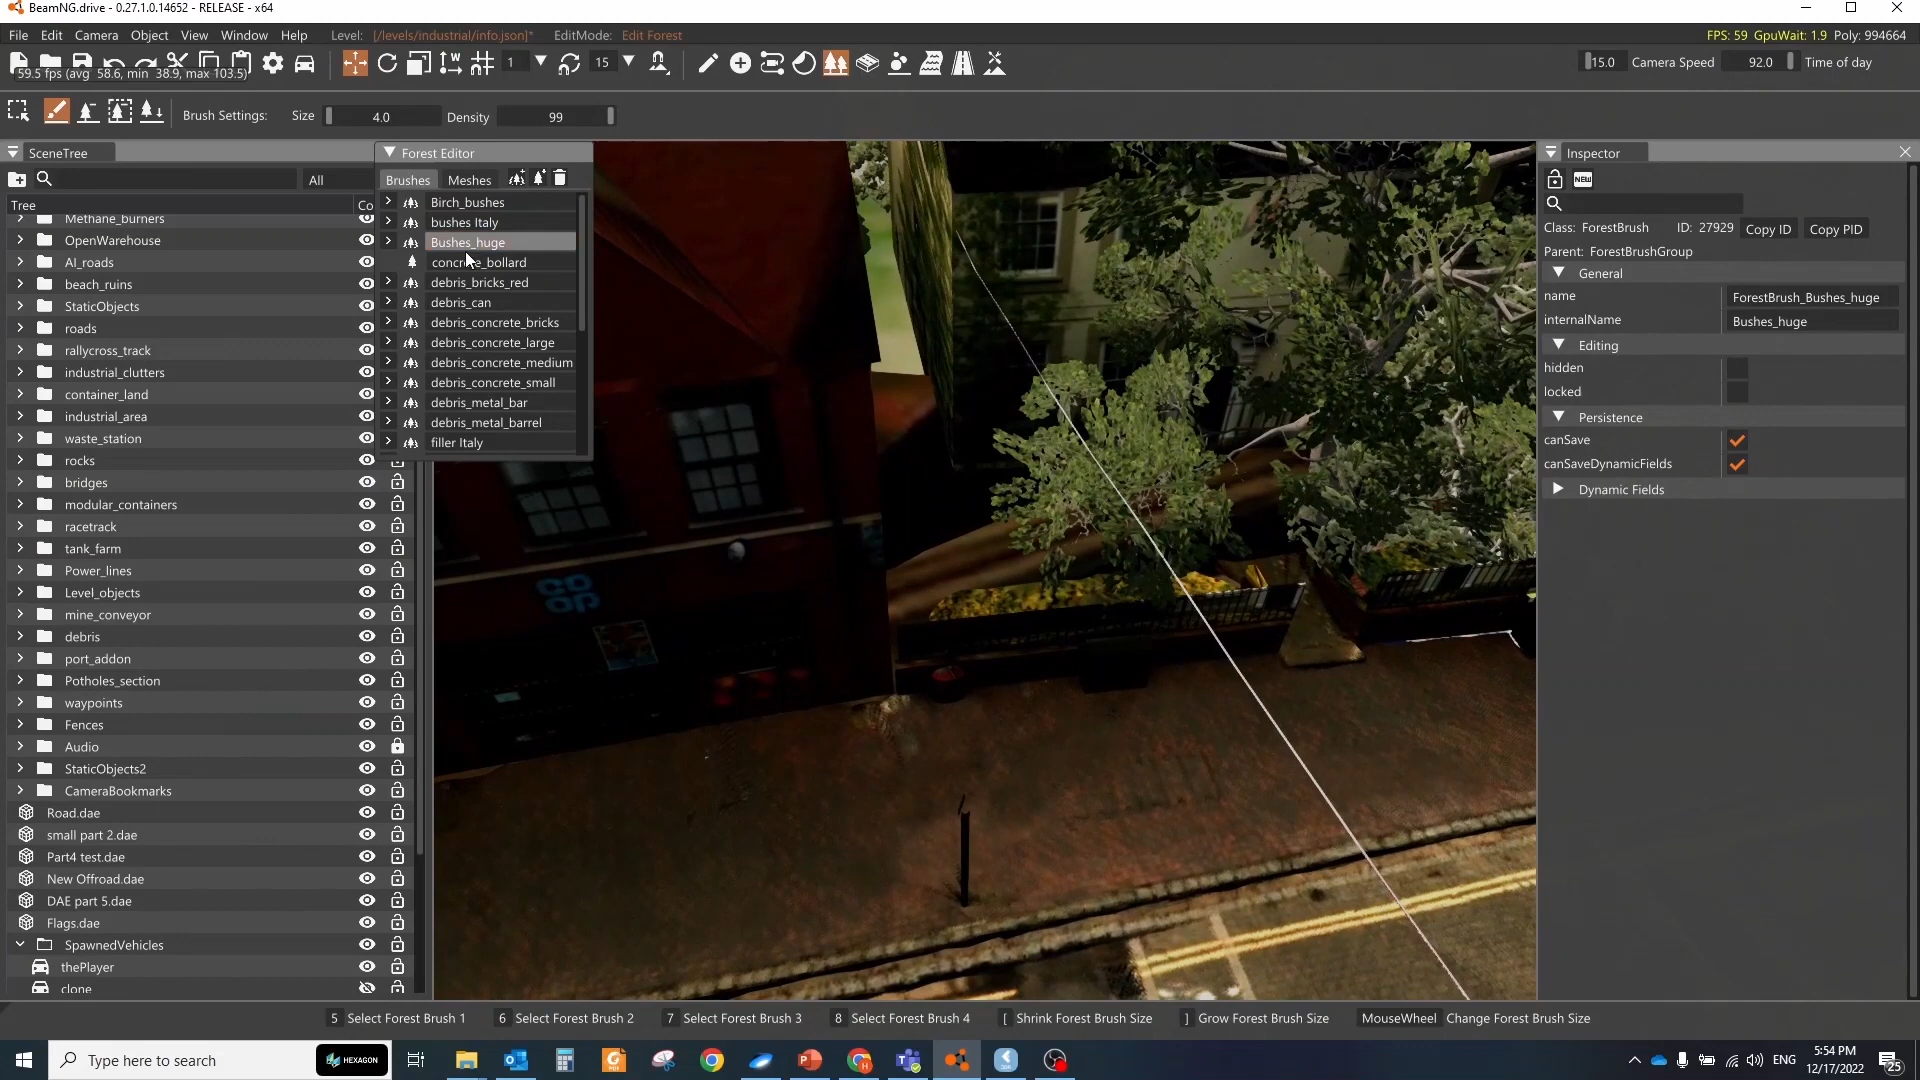 BeamNG.drive - 0.27.1.0.14652 - RELEASE - x64
File Edit Camera Object View Window Help Level: [/levels/industrial/info.json]* EditMode: Edit Forest FPS: 59 GpuWait: 1.9 Poly: 994664
1 15 15.0 Camera Speed 92.0 Time of day
59.5 fps (avg 58.6, min 38.9, max 103.5)
Brush Settings: Size 4.0 Density 99
SceneTree
All
Tree Co
Methane_burners
OpenWarehouse
AI_roads
beach_ruins
StaticObjects
roads
rallycross_track
industrial_clutters
container_land
industrial_area
waste_station
rocks
bridges
modular_containers
racetrack
tank_farm
Power_lines
Level_objects
mine_conveyor
debris
port_addon
Potholes_section
waypoints
Fences
Audio
StaticObjects2
CameraBookmarks
Road.dae
small part 2.dae
Part4 test.dae
New Offroad.dae
DAE part 5.dae
Flags.dae
SpawnedVehicles
thePlayer
clone
Forest Editor
Brushes Meshes
Birch_bushes
bushes Italy
Bushes_huge
concrete_bollard
debris_bricks_red
debris_can
debris_concrete_bricks
debris_concrete_large
debris_concrete_medium
debris_concrete_small
debris_metal_bar
debris_metal_barrel
filler Italy
co
op
Inspector
NEW
Class: ForestBrush ID: 27929 Copy ID Copy PID
Parent: ForestBrushGroup
General
name ForestBrush_Bushes_huge
internalName Bushes_huge
Editing
hidden
locked
Persistence
canSave
canSaveDynamicFields
Dynamic Fields
5 Select Forest Brush 1 6 Select Forest Brush 2 7 Select Forest Brush 3 8 Select Forest Brush 4 [ Shrink Forest Brush Size ] Grow Forest Brush Size MouseWheel Change Forest Brush Size
Type here to search HEXAGON
ENG 5:54 PM
12/17/2022 25